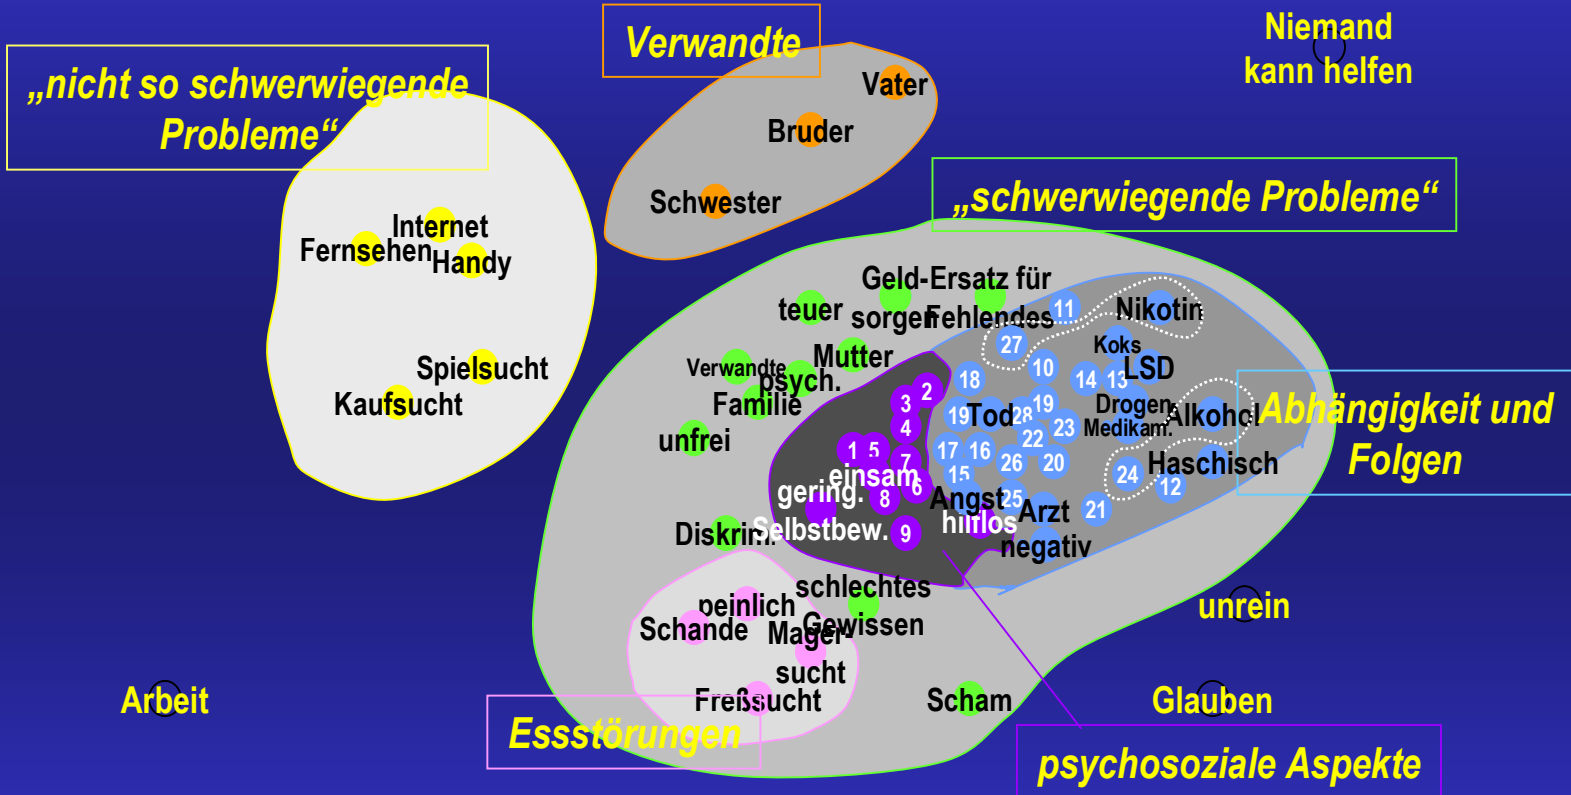 Niemand
kann helfen
Verwandte
„nicht so schwerwiegende
Probleme“
Vater
Bruder
Schwester
„schwerwiegende Probleme“
Internet
Fernsehen
Handy
Spielsucht
Kaufsucht
Geld-
sorgen
Ersatz für
Fehlendes
teuer
11
Nikotin
27
Koks
Mutter
Verwandte
psych.
Familie
unfrei
10
LSD
18
14
13
2
3
4
19
Tod
28
19
Drogen
Medikam.
Alkohol
Abhängigkeit und
Folgen
23
22
1
5
7
17
16
26
20
15
24
Haschisch
12
einsam
6
8
gering.
Selbstbew.
9
Angst
25
Arzt
negativ
21
hilflos
Diskrim.
schlechtes
Gewissen
peinlich
Schande
Mager-
sucht
Freßsucht
Scham
unrein
Glauben
Arbeit
Essstörungen
psychosoziale Aspekte